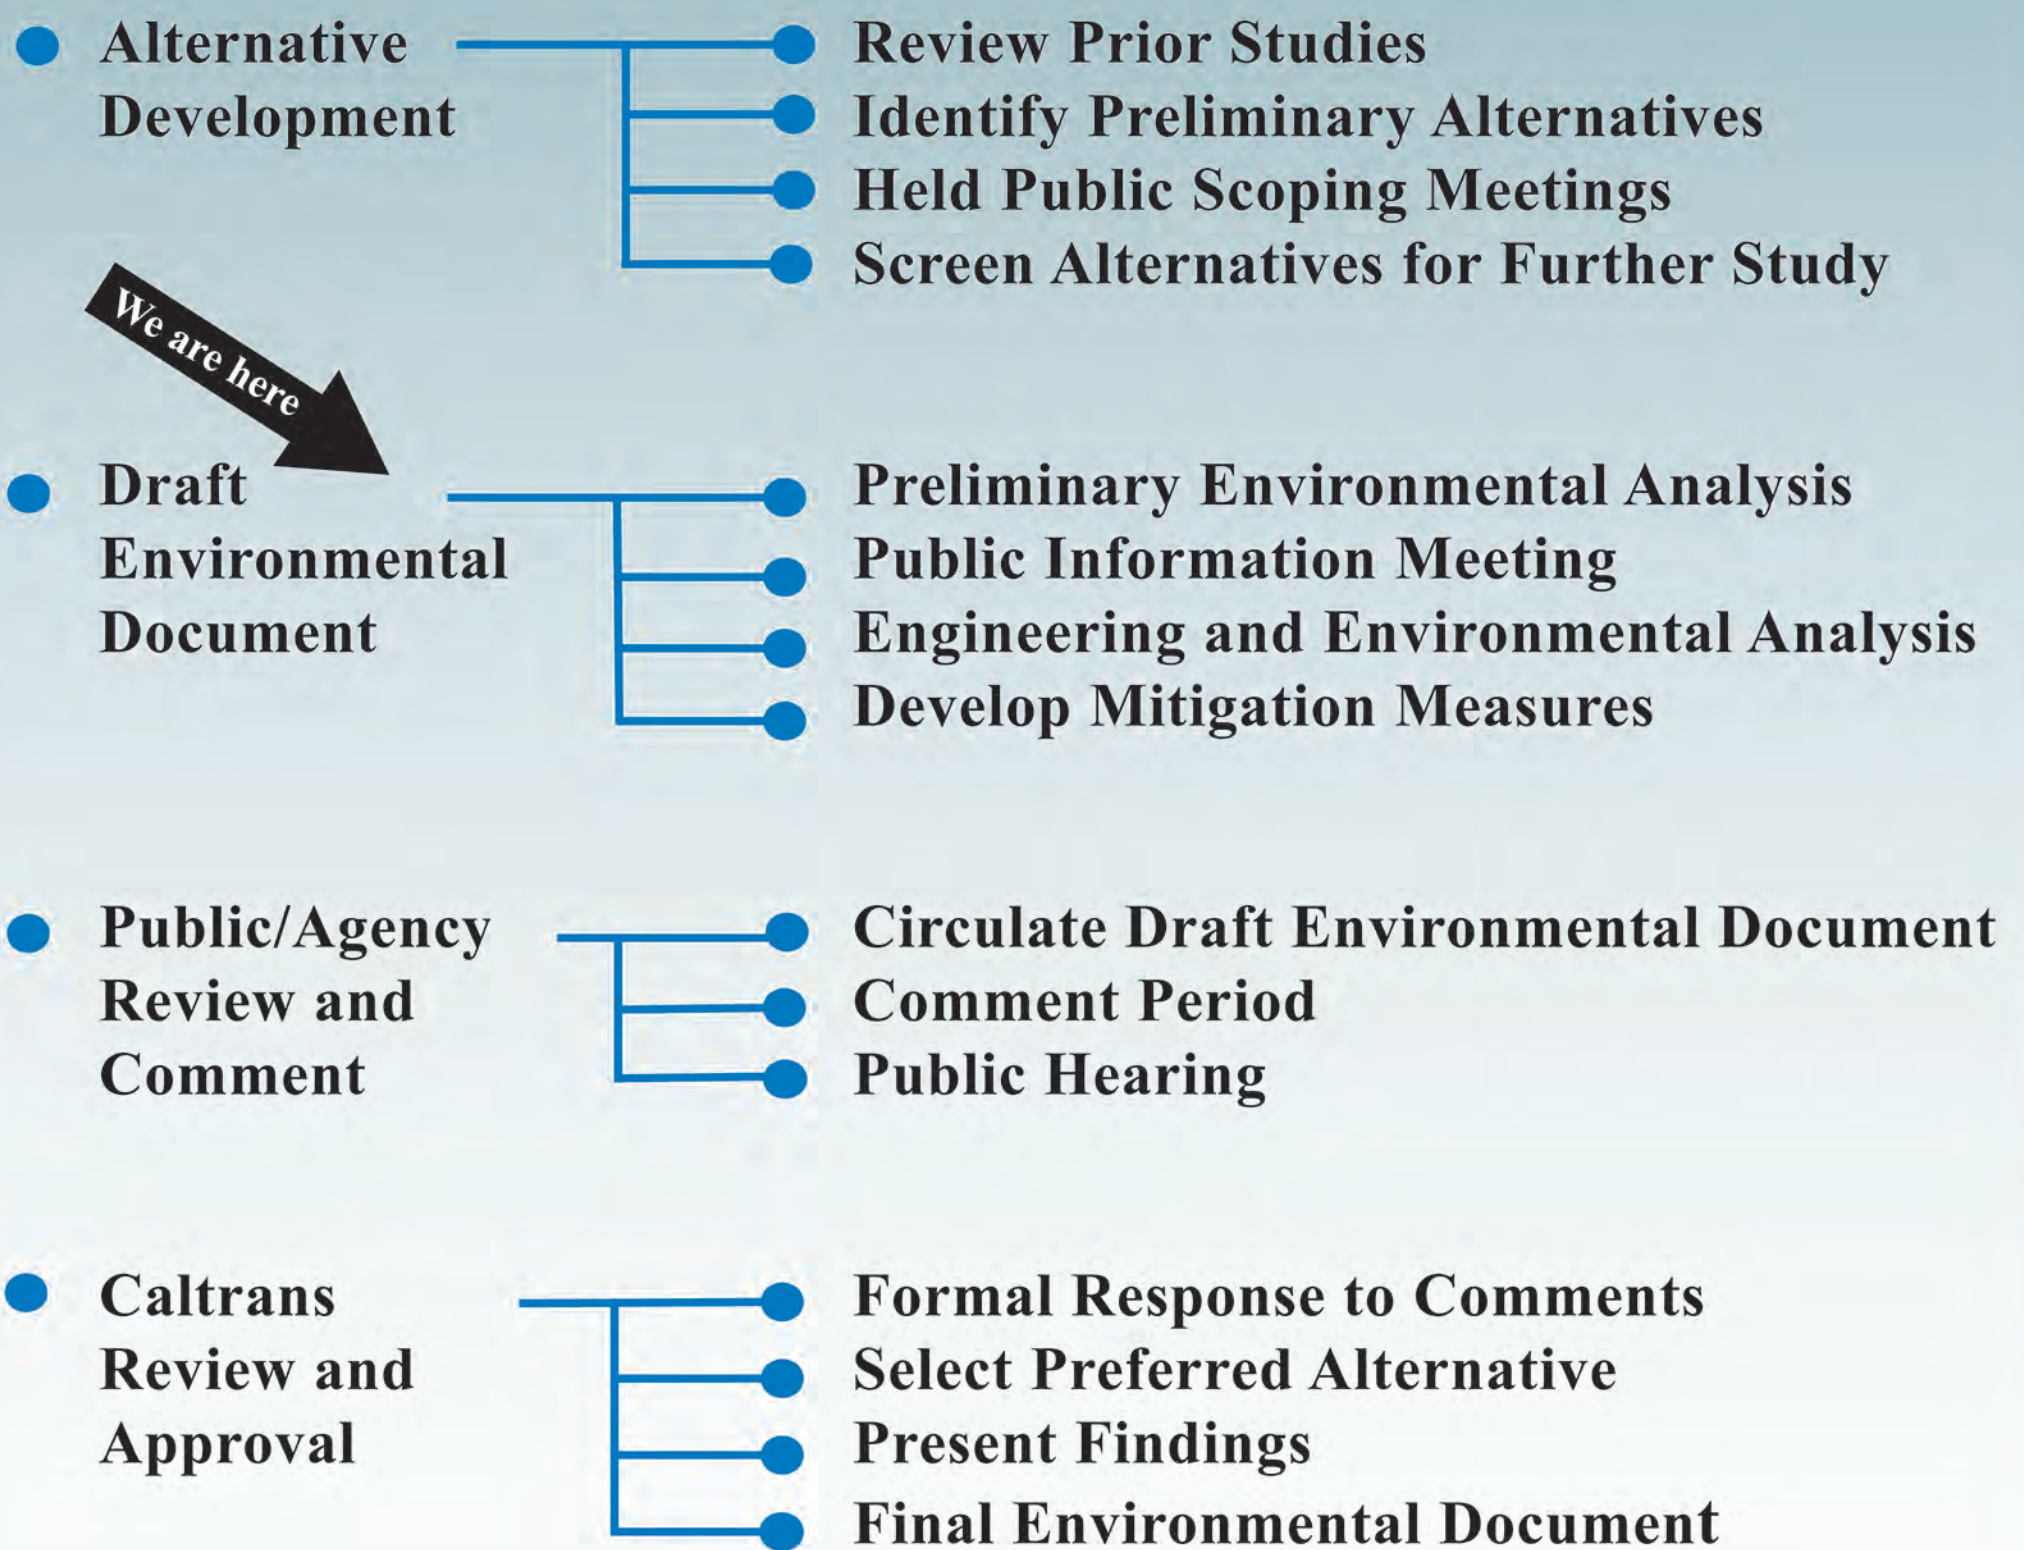 Alternative
Development
Review Prior Studies
Identify Preliminary Alternatives
Held Public Scoping Meetings
Screen Alternatives for Further Study
We are here
Draft
Environmental
Document
Preliminary Environmental Analysis
Public Information Meeting
Engineering and Environmental Analysis
Develop Mitigation Measures
Public/Agency
Review and
Comment
Circulate Draft Environmental Document
Comment Period
Public Hearing
Caltrans
Review and
Approval
Formal Response to Comments
Select Preferred Alternative
Present Findings
Final Environmental Document